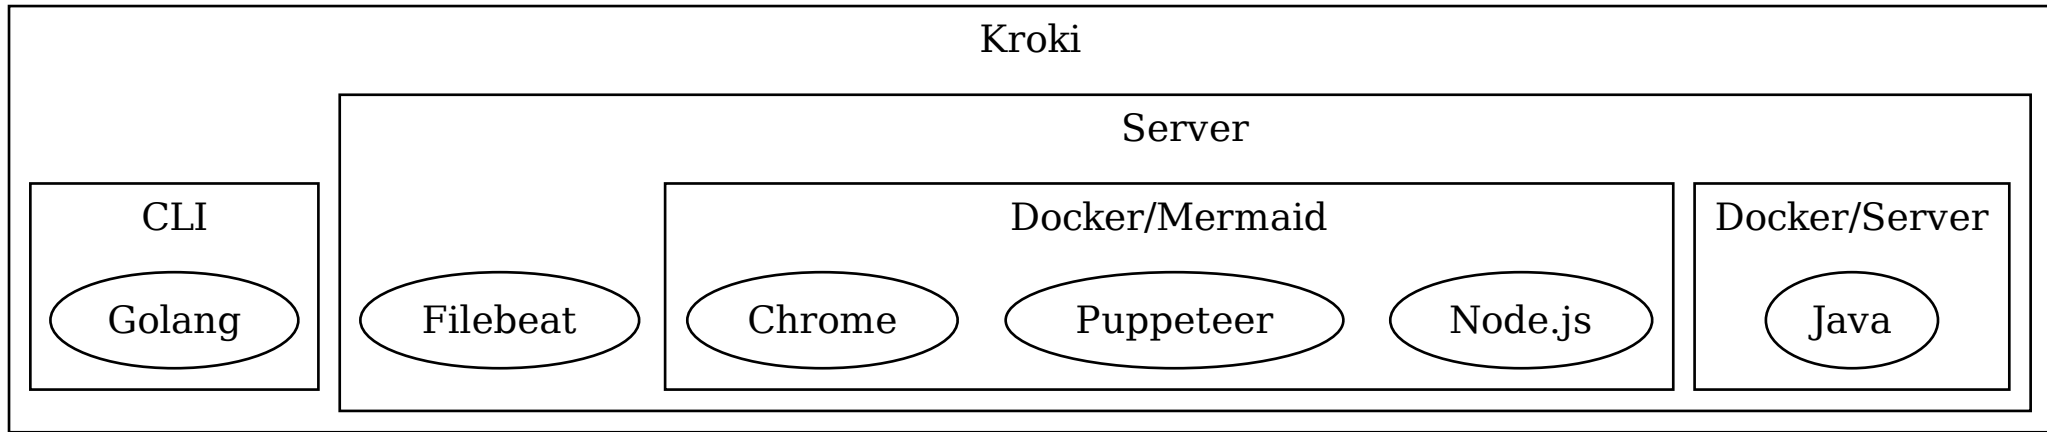 Kroki
Server
CLI
Docker/Mermaid
Docker/Server
Golang
Filebeat
Chrome
Puppeteer
Node.js
Java